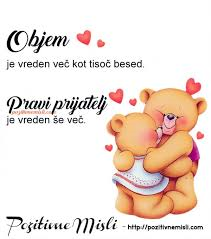 Objem
je vreden več kot tisoč besed.
Pravi prijatelj
je vreden še več.
Pozitivne Misli - http://pozitivnemisli.com